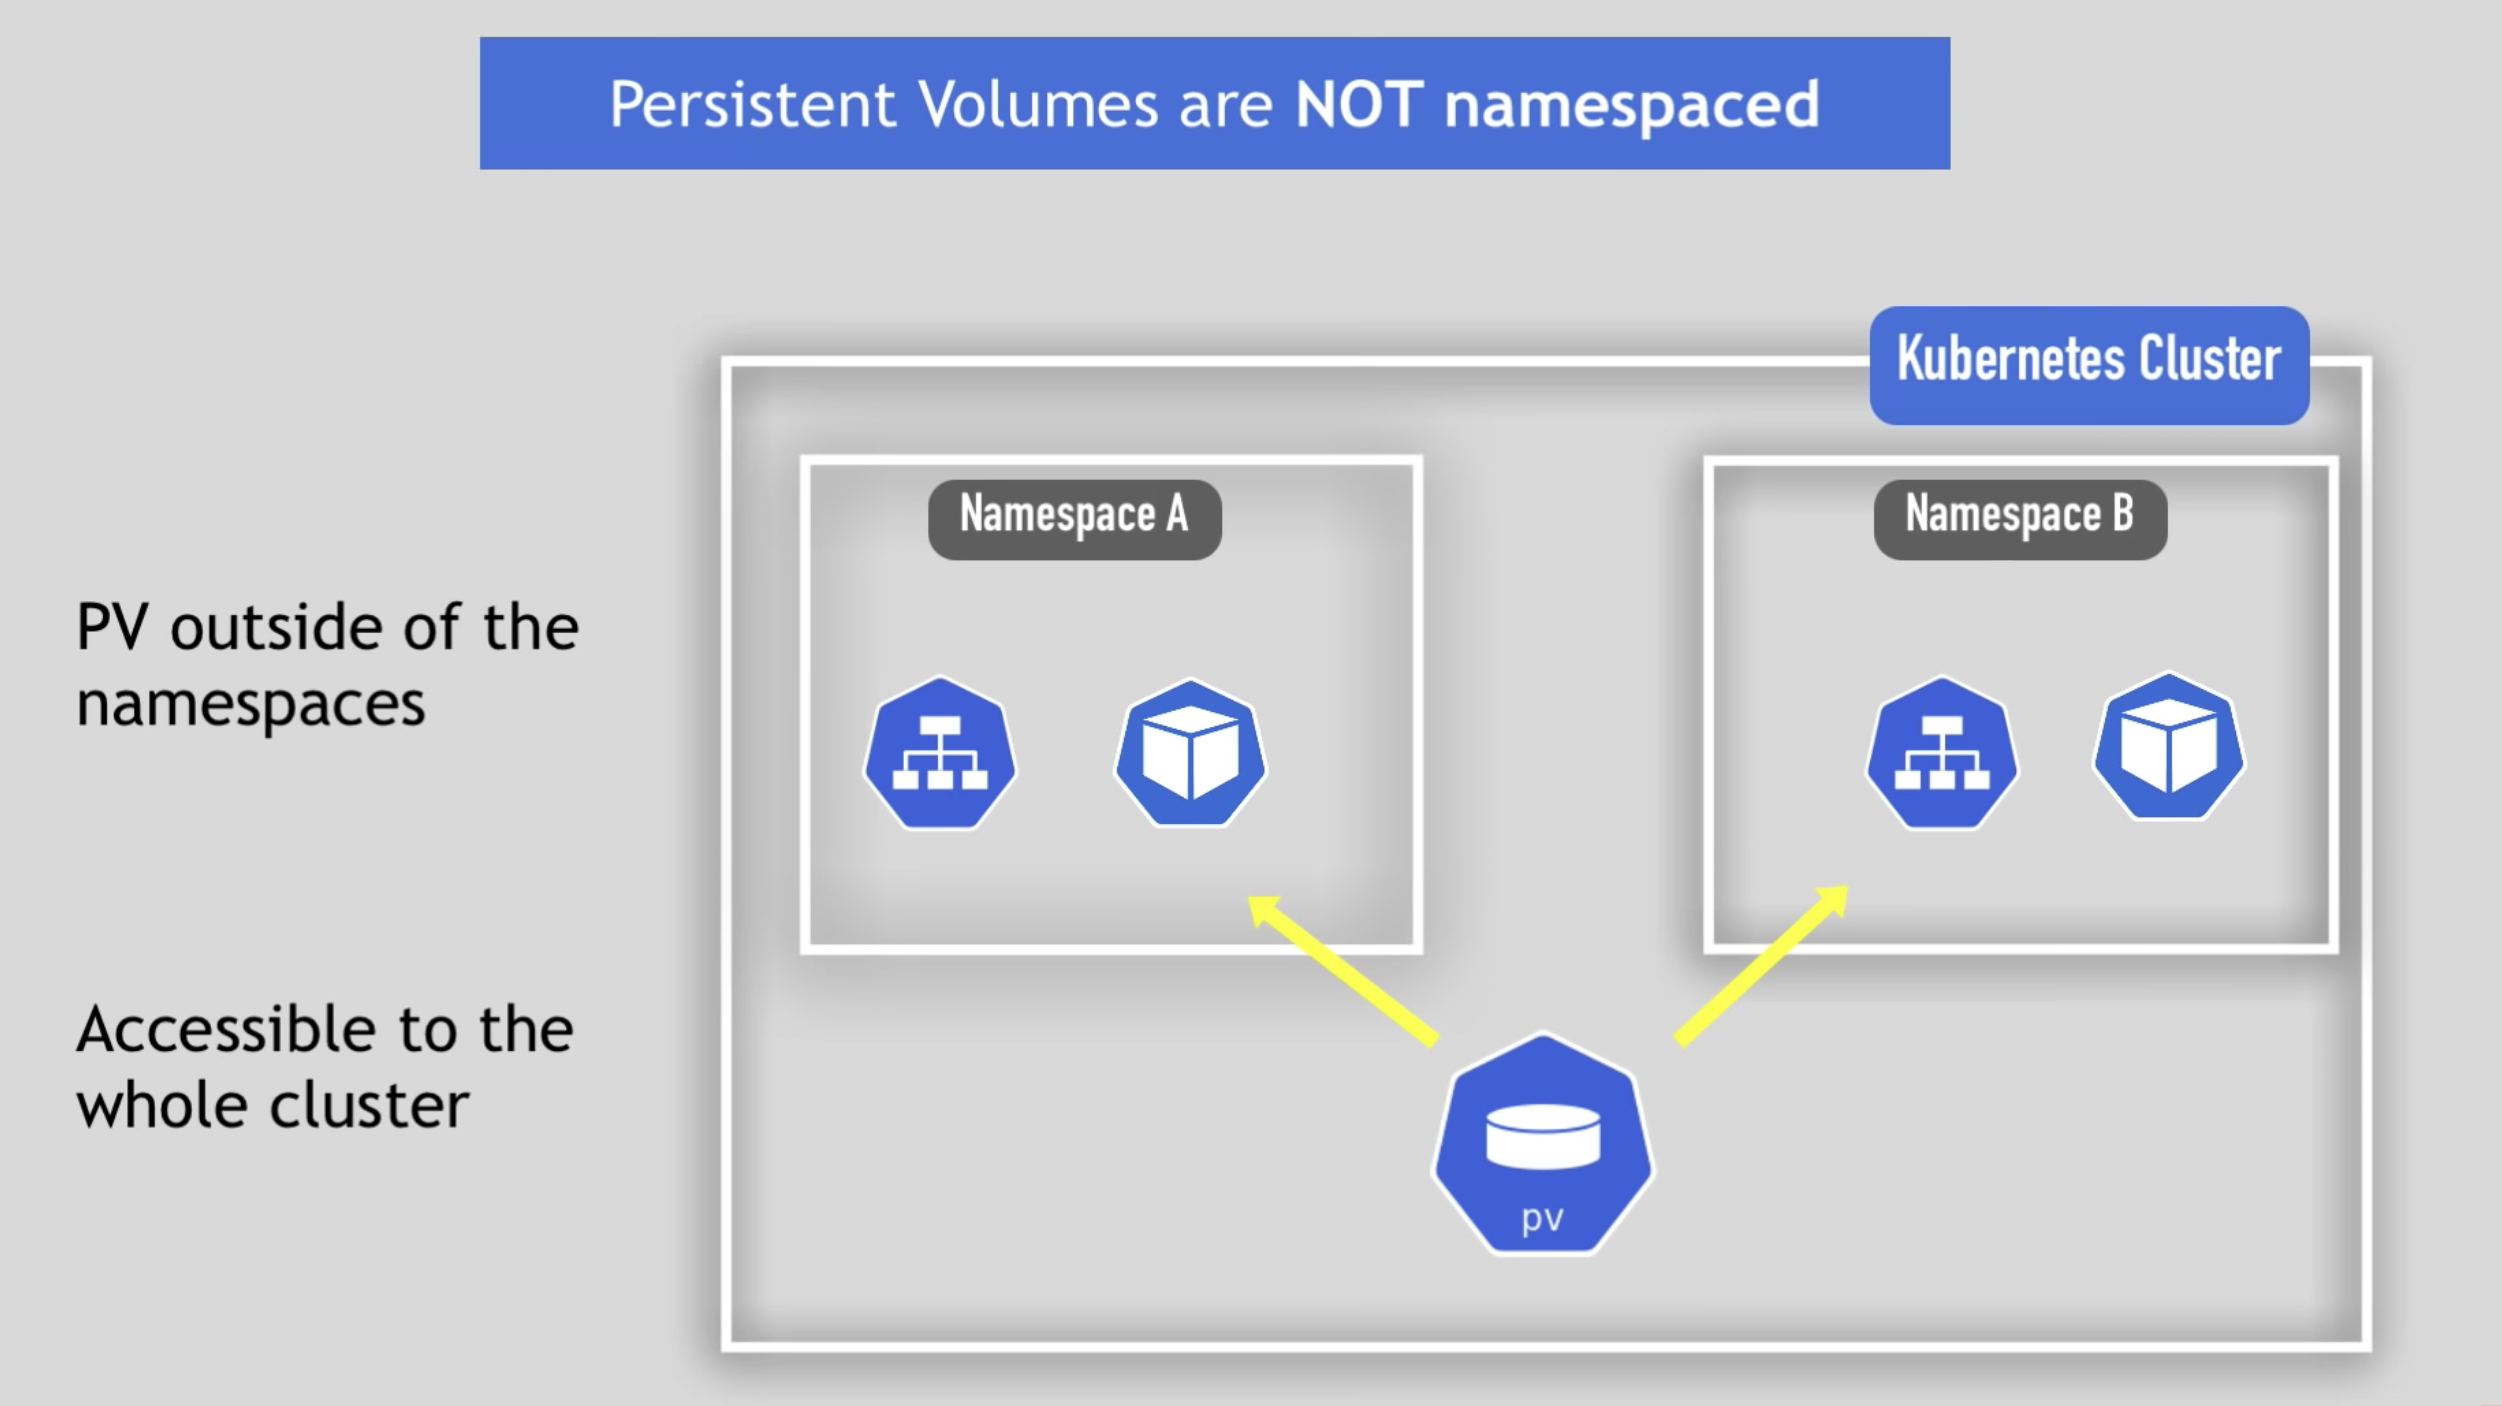 Persistent Volumes are NOT namespaced
Kubernetes Cluster
Namespace A
Namespace B
PV outside of the
namespaces
Accessible to the
whole cluster
pv